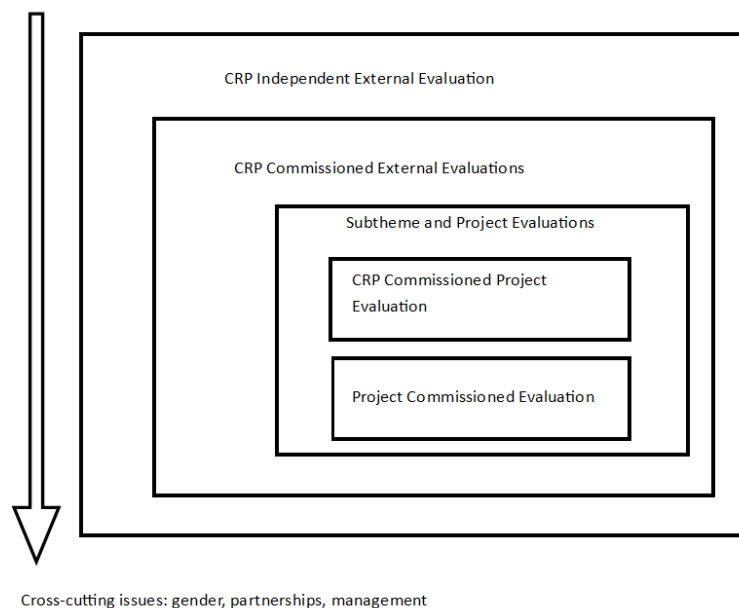 CRP Independent External Evaluation
CRP Commissioned External Evaluations
Subtheme and Project Evaluations
CRP Commissioned Project
Evaluation
Project Commissioned Evaluation
Cross-cutting issues: gender, partnerships, management